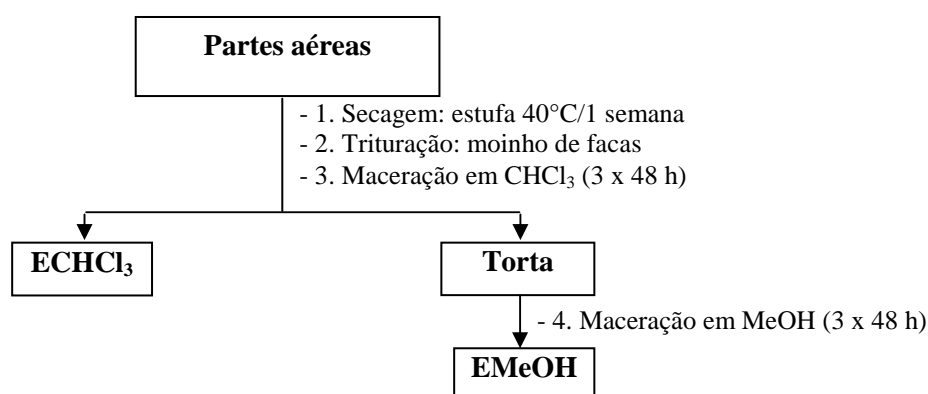 Partes aéreas
- 1. Secagem: estufa 40°C/1 semana
- 2. Trituração: moinho de facas
- 3. Maceração em CHCl₃ (3 x 48 h)
ECHCl₃
Torta
- 4. Maceração em MeOH (3 x 48 h)
EMeOH